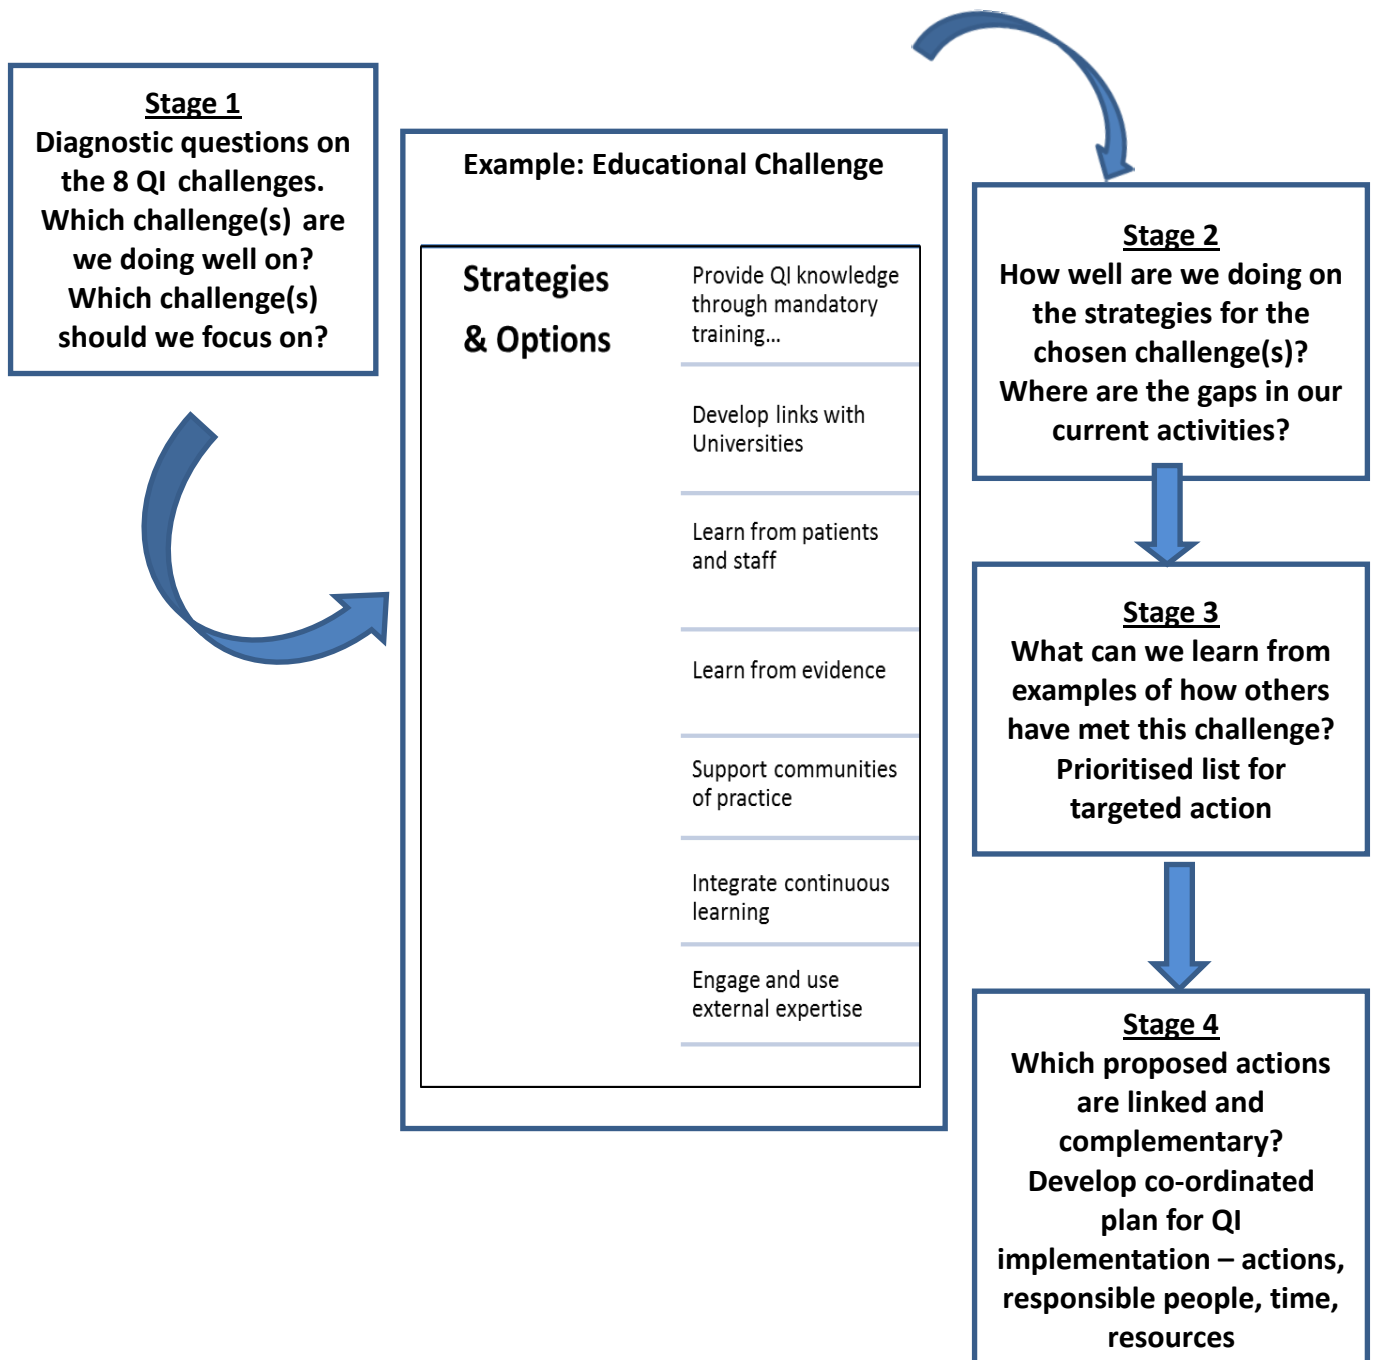 Stage 1
Diagnostic questions on
the 8 QI challenges.
Which challenge(s) are
we doing well on?
Which challenge(s)
should we focus on?
Example: Educational Challenge
Strategies
& Options
Provide QI knowledge
through mandatory
training...
Develop links with
Universities
Learn from patients
and staff
Learn from evidence
Support communities
of practice
Integrate continuous
learning
Engage and use
external expertise
Stage 2
How well are we doing on
the strategies for the
chosen challenge(s)?
Where are the gaps in our
current activities?
Stage 3
What can we learn from
examples of how others
have met this challenge?
Prioritised list for
targeted action
Stage 4
Which proposed actions
are linked and
complementary?
Develop co-ordinated
plan for QI
implementation – actions,
responsible people, time,
resources